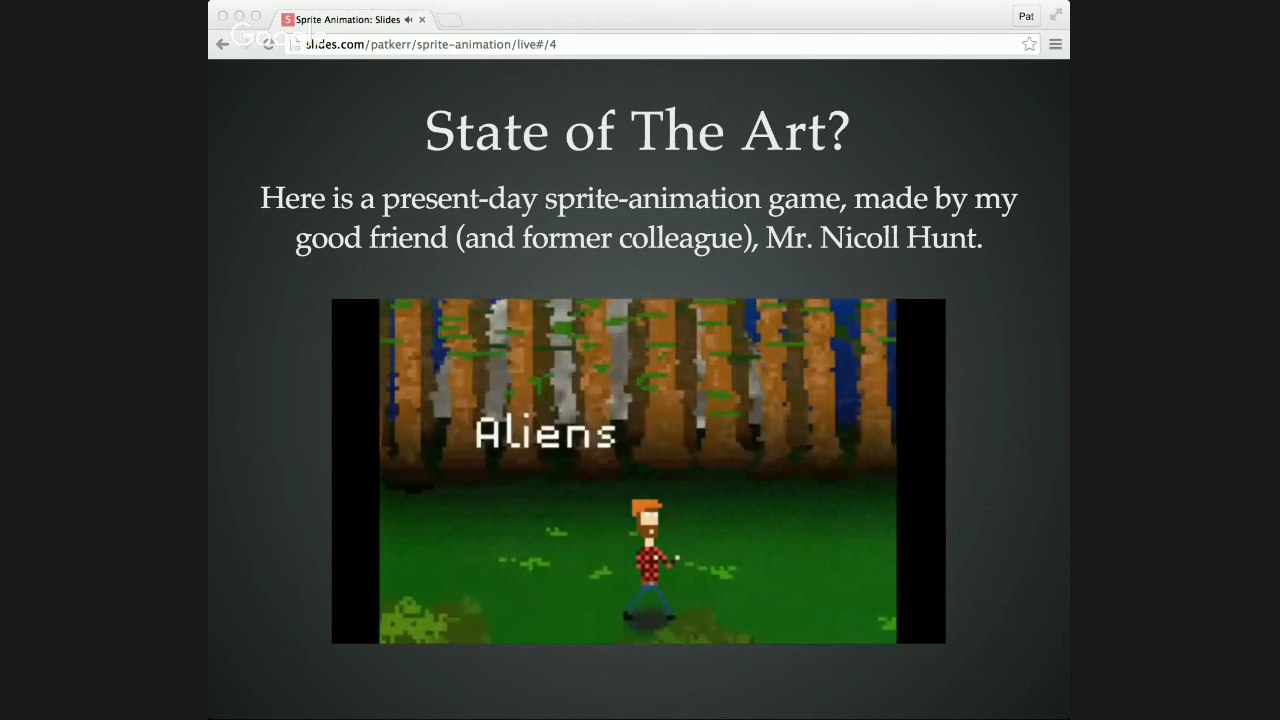 Sprite Animation: Slides
Pat
Google
slides.com/patkerr/sprite-animation/live#/4
State of The Art?
Here is a present-day sprite-animation game, made by my
good friend (and former colleague), Mr. Nicoll Hunt.
Aliens